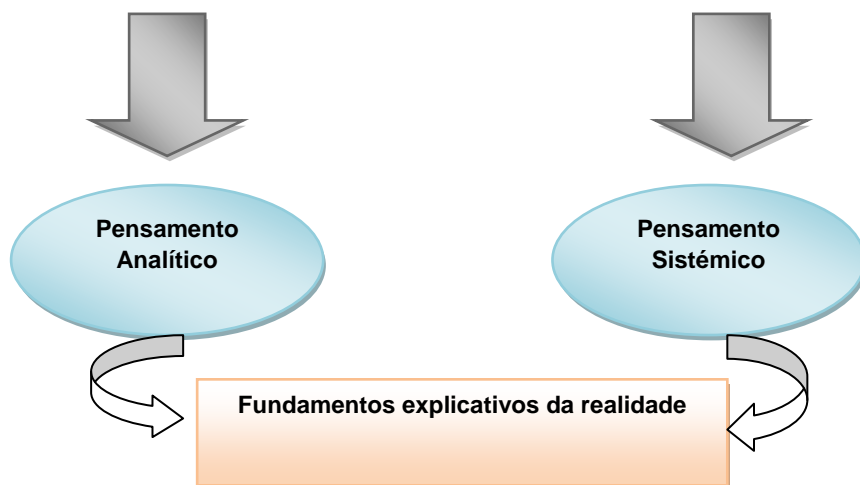 Pensamento
Analítico
Pensamento
Sistémico
Fundamentos explicativos da realidade